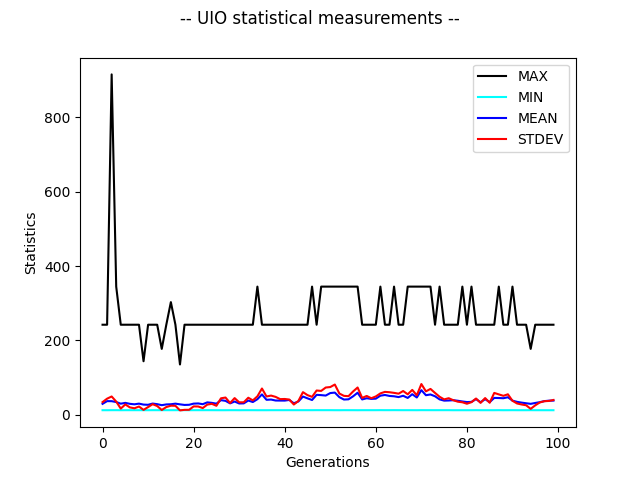 -- UIO statistical measurements --
MAX
MIN
MEAN
STDEV
800
600
400
200
0
Statistics
0 20 40 60 80 100
Generations